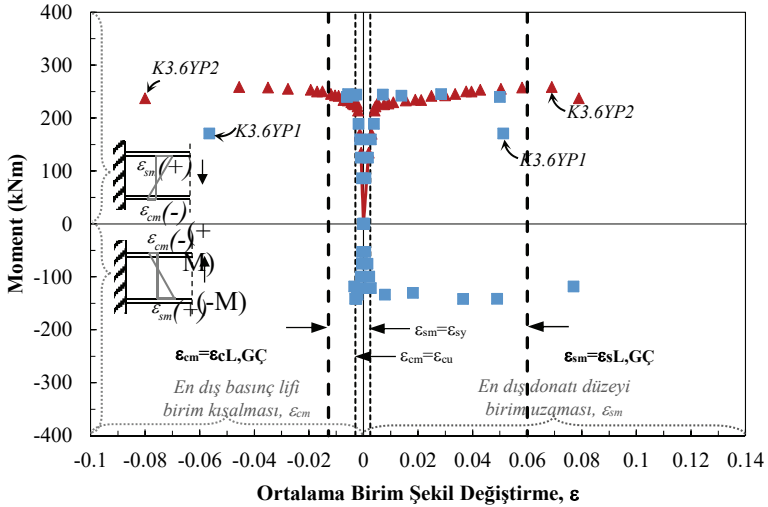 400
300
200
100
0
-100
-200
-300
-400
Moment (kNm)
K3.6YP2
K3.6YP1
K3.6YP2
K3.6YP1
εsm(+)
εcm(-)
εcm(-)(+
M)
εsm(+)(-M)
εsm=εsy
εcm=εcL,GÇ
εcm=εcu
εsm=εsL,GÇ
En dış basınç lifi
birim kısalması, εcm
En dış donatı düzeyi
birim uzaması, εsm
-0.1 -0.08 -0.06 -0.04 -0.02 0 0.02 0.04 0.06 0.08 0.1 0.12 0.14
Ortalama Birim Şekil Değiştirme, ε